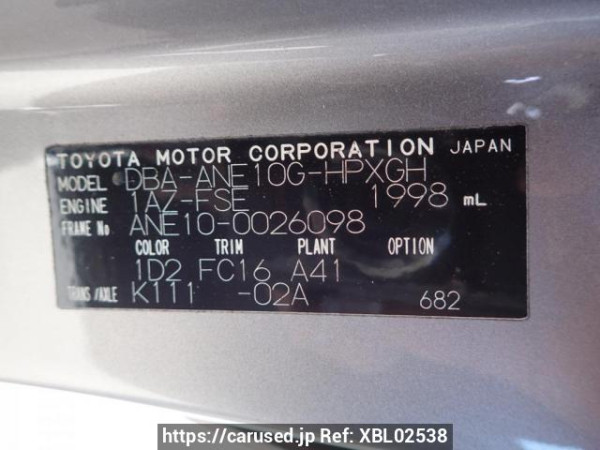 TOYOTA MOTOR CORPORATION JAPAN
MODEL DBA-ANE10G-HPXGH
ENGINE 1AZ-FSE 1998 mL
FRAME No ANE10-0026098
COLOR TRIM PLANT OPTION
1D2 FC16 A41
TRANS/AXLE K111 -02A 682
https://carused.jp Ref: XBL02538